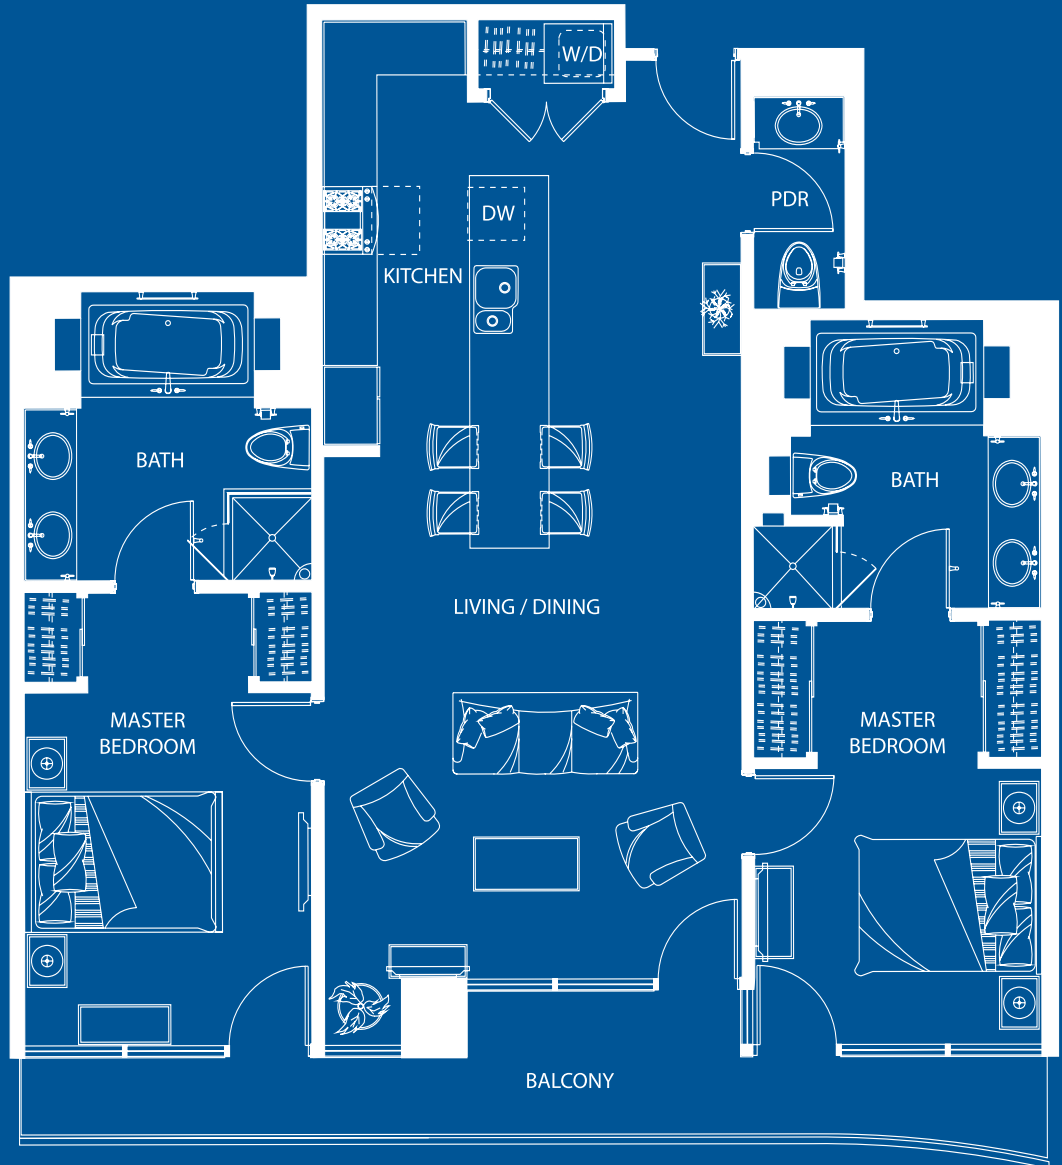 W/D
PDR
DW
KITCHEN
BATH
BATH
LIVING / DINING
MASTER
BEDROOM
MASTER
BEDROOM
BALCONY